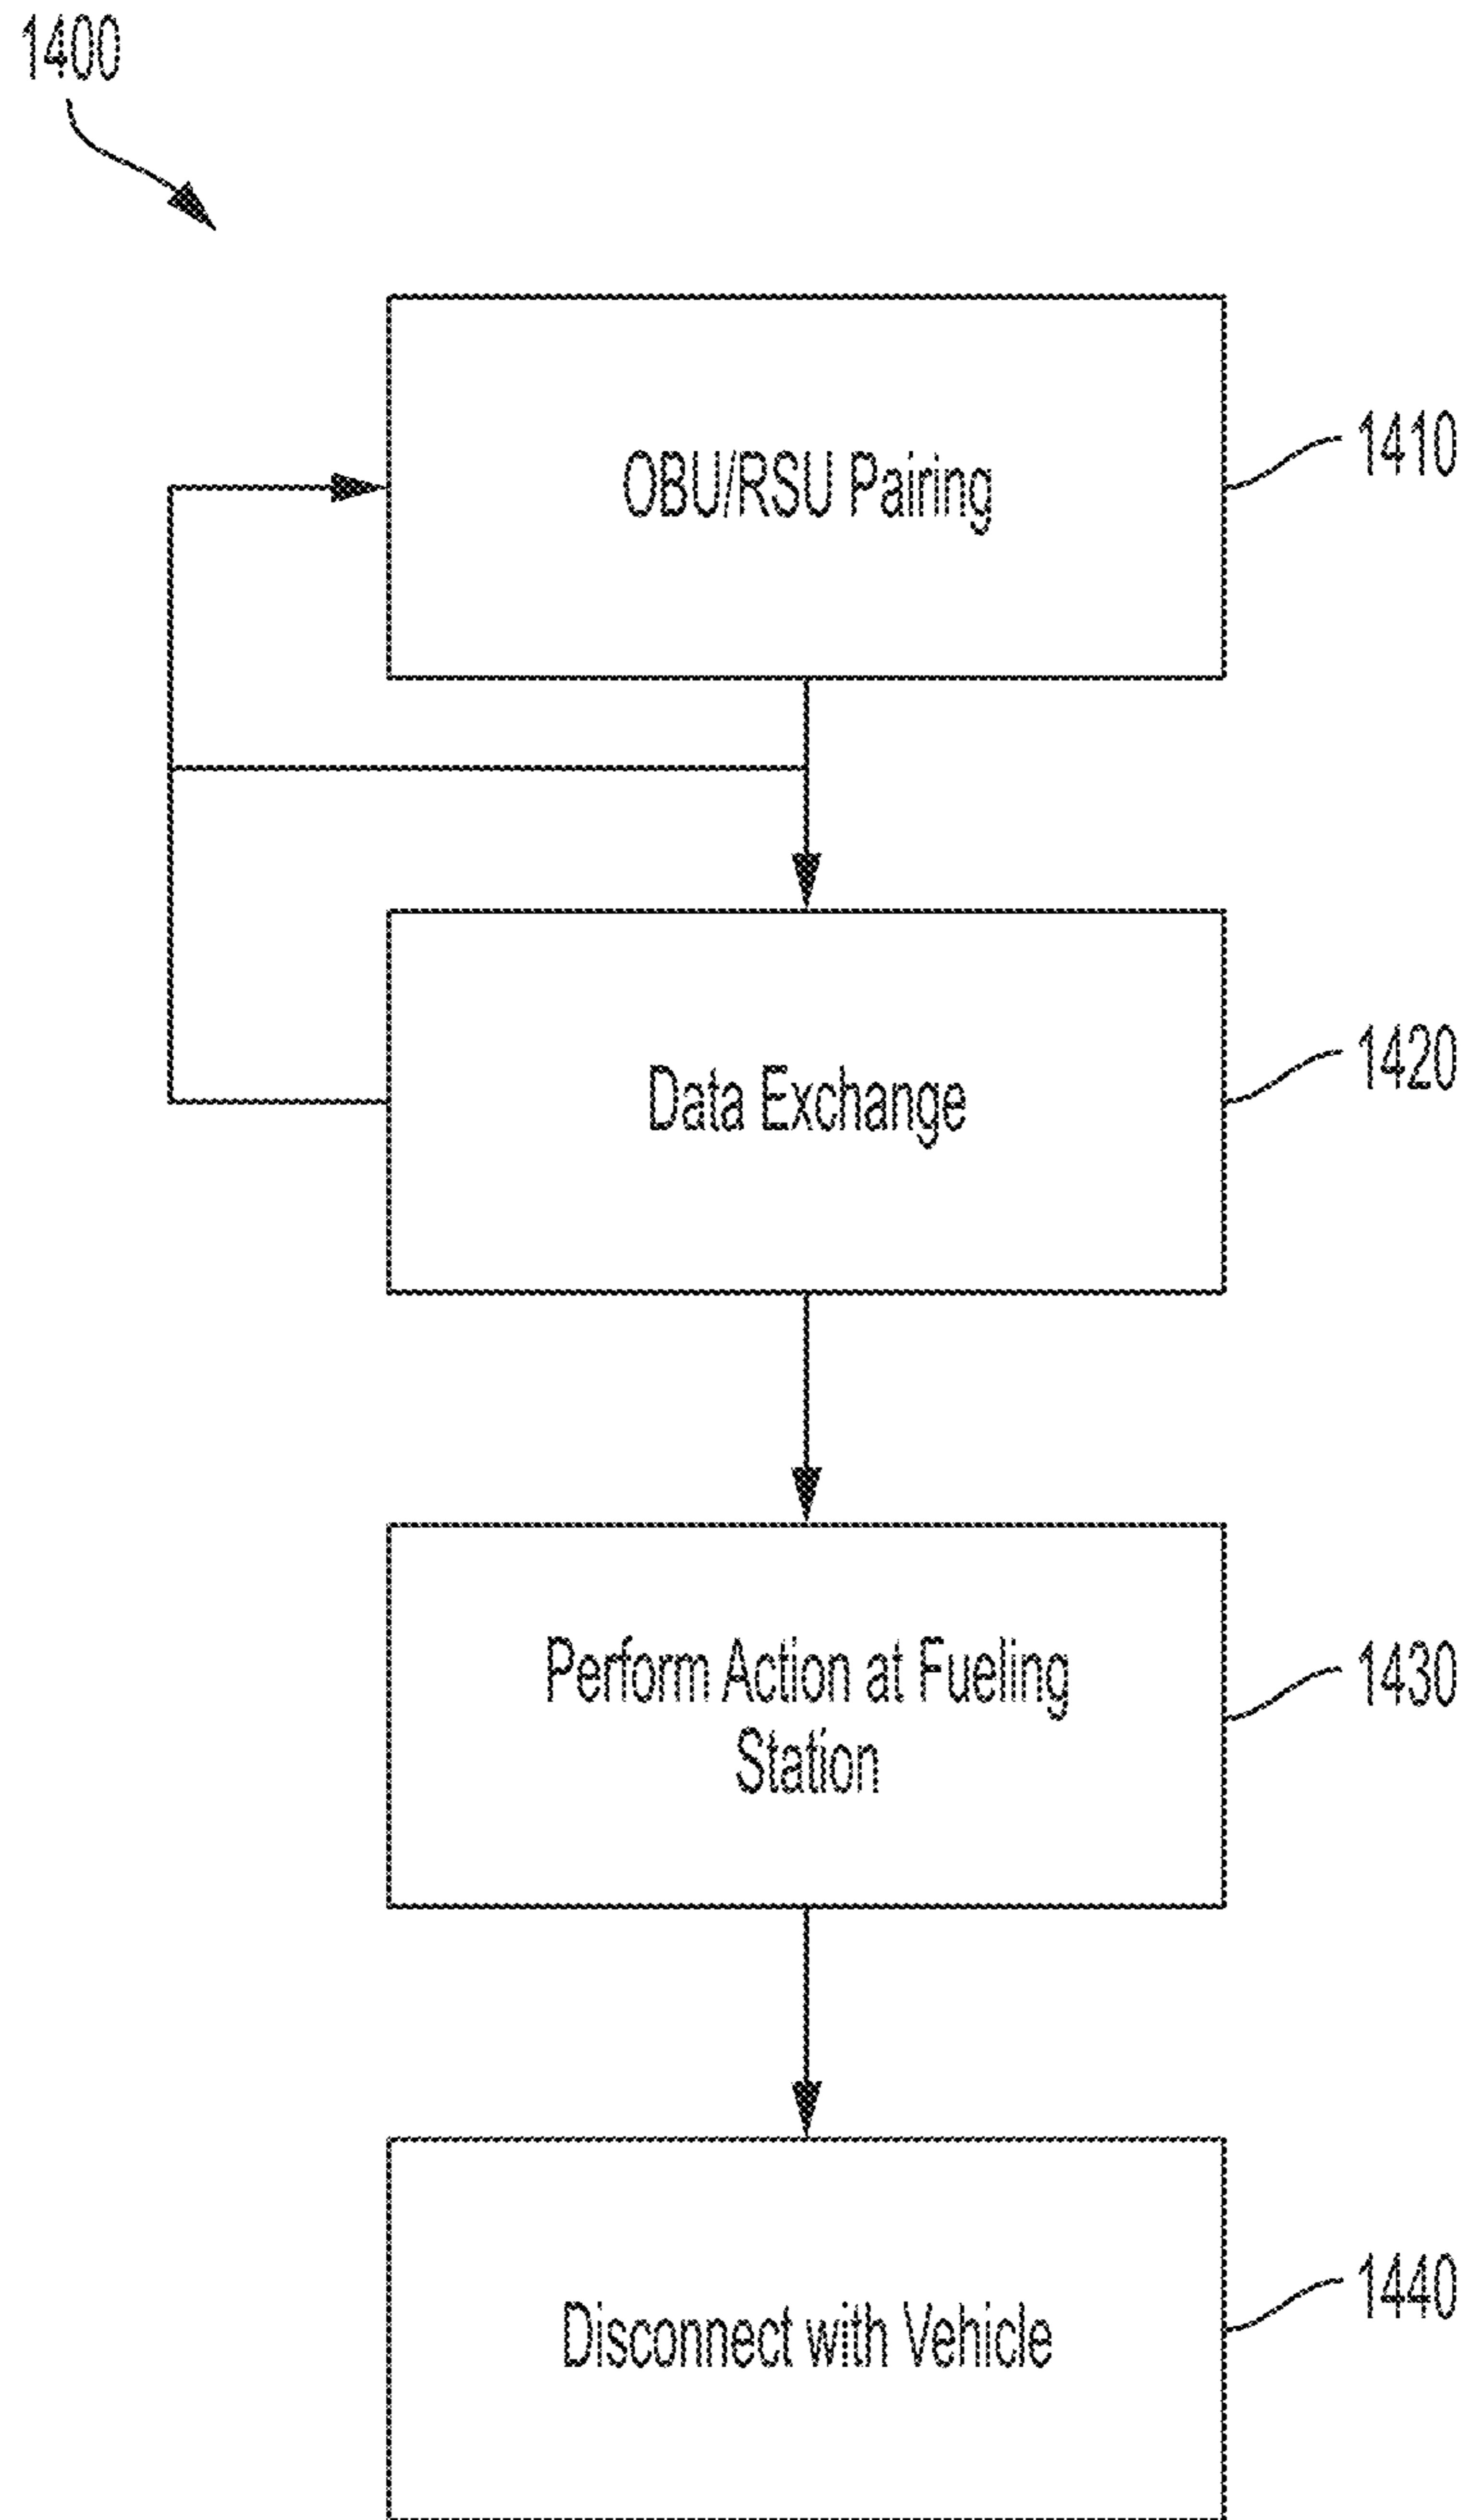 1400
OBU/RSU Pairing
1410
Data Exchange
1420
Perform Action at Fueling
Station
1430
Disconnect with Vehicle
1440